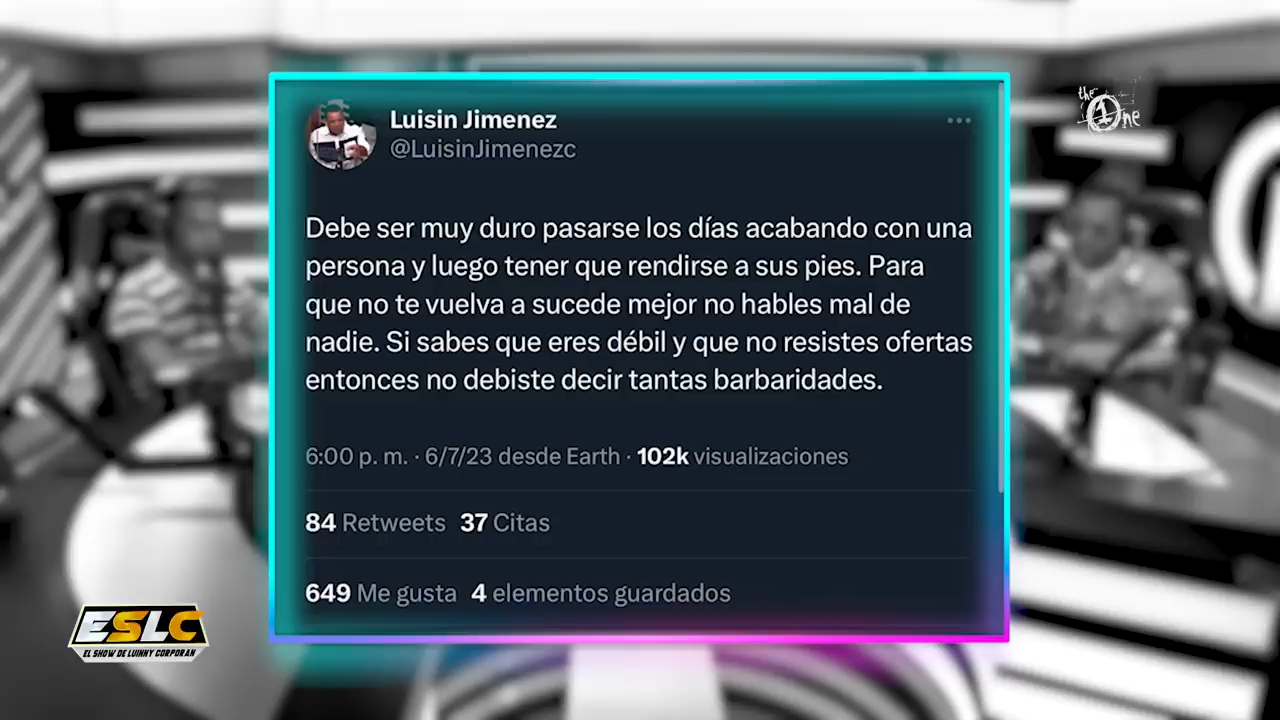 Luisin Jimenez
@LuisinJimenezc
the
1
ne
Debe ser muy duro pasarse los días acabando con una
persona y luego tener que rendirse a sus pies. Para
que no te vuelva a sucede mejor no hables mal de
nadie. Si sabes que eres débil y que no resistes ofertas
entonces no debiste decir tantas barbaridades.
6:00 p. m. · 6/7/23 desde Earth · 102k visualizaciones
84 Retweets 37 Citas
649 Me gusta 4 elementos guardados
ESLC
EL SHOW DE LUINNY CORPORAN